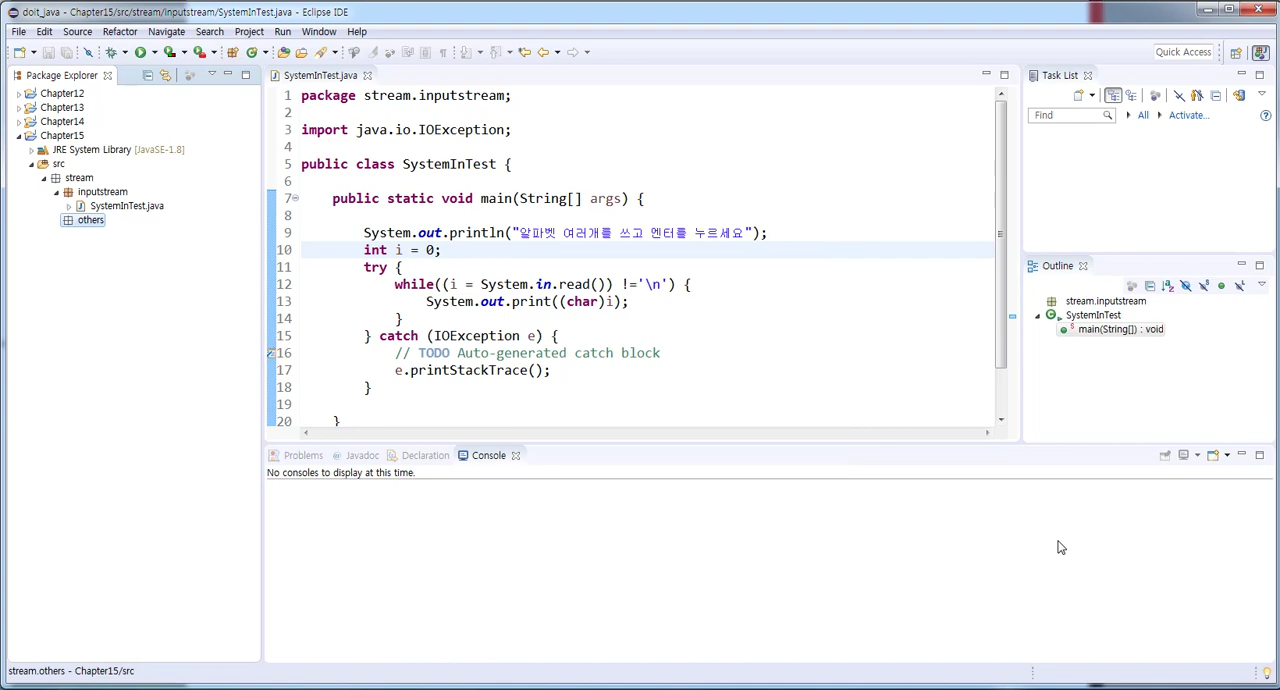 doit_java - Chapter15/src/stream/inputstream/SystemInTest.java - Eclipse IDE
File Edit Source Refactor Navigate Search Project Run Window Help
Quick Access
Package Explorer
Chapter12
Chapter13
Chapter14
Chapter15
JRE System Library [JavaSE-1.8]
src
stream
inputstream
SystemInTest.java
others
SystemInTest.java
1 package stream.inputstream;
2
3 import java.io.IOException;
4
5 public class SystemInTest {
6
7 public static void main(String[] args) {
8
9 System.out.println("알파벳 여러개를 쓰고 엔터를 누르세요");
10 int i = 0;
11 try {
12 while((i = System.in.read()) !='\n') {
13 System.out.print((char)i);
14 }
15 } catch (IOException e) {
16 // TODO Auto-generated catch block
17 e.printStackTrace();
18 }
19
20 }
Task List
Find All Activate...
Outline
stream.inputstream
SystemInTest
main(String[]) : void
Problems Javadoc Declaration Console
No consoles to display at this time.
stream.others - Chapter15/src